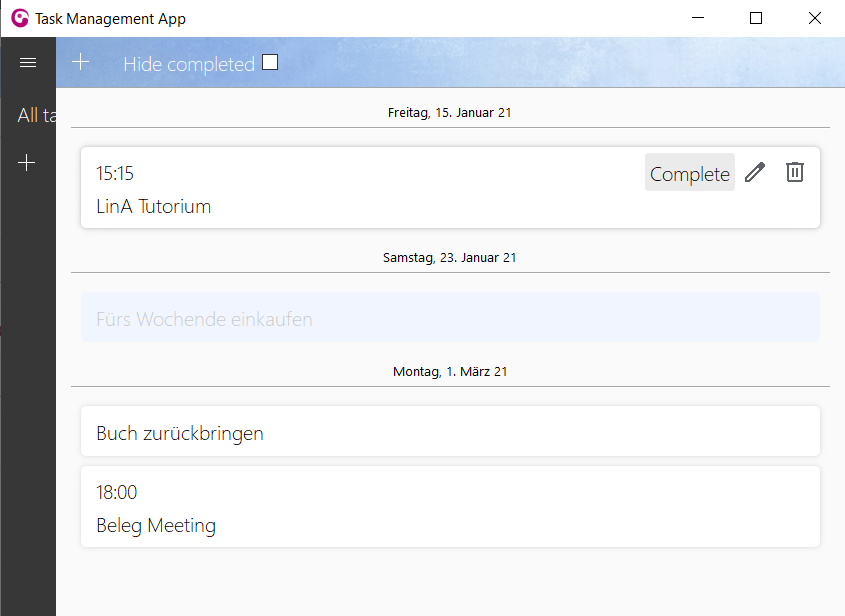 Task Management App
Hide completed
All ta
Freitag, 15. Januar 21
15:15
Complete
LinA Tutorium
Samstag, 23. Januar 21
Fürs Wochende einkaufen
Montag, 1. März 21
Buch zurückbringen
18:00
Beleg Meeting